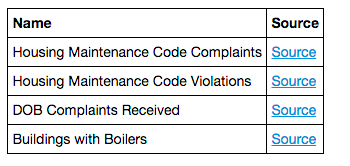 Name Source
Housing Maintenance Code Complaints Source
Housing Maintenance Code Violations Source
DOB Complaints Received Source
Buildings with Boilers Source